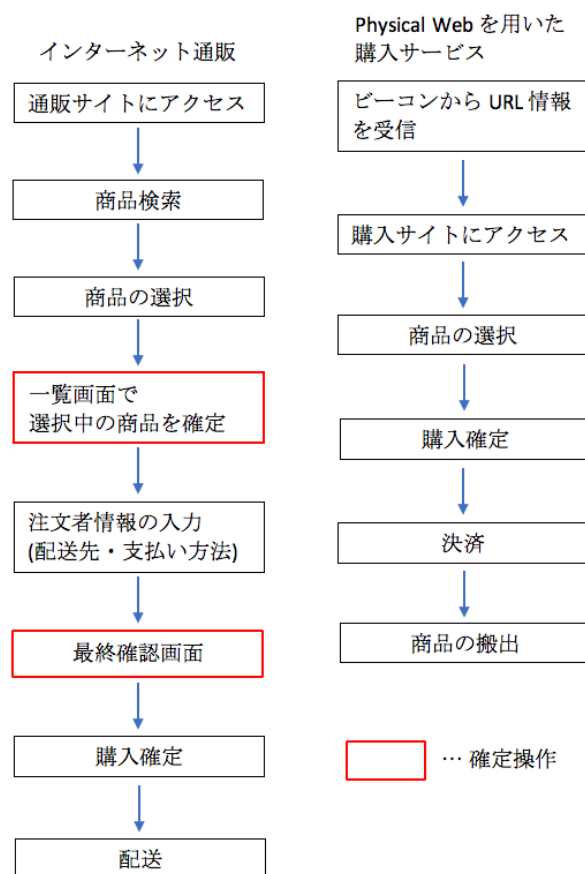 インターネット通販
通販サイトにアクセス
商品検索
商品の選択
一覧画面で
選択中の商品を確定
注文者情報の入力
(配送先・支払い方法)
最終確認画面
購入確定
配送
Physical Web を用いた
購入サービス
ビーコンから URL 情報
を受信
購入サイトにアクセス
商品の選択
購入確定
決済
商品の搬出
… 確定操作